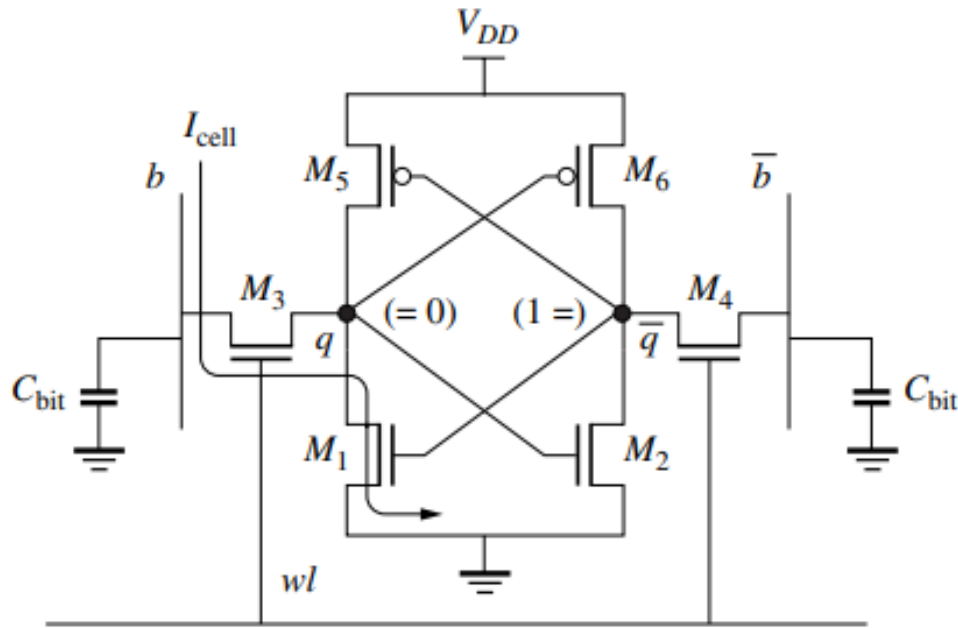 V_DD
I_cell
b
M_5
M_6
b̅
M_3
(= 0)
(1 =)
M_4
q
q̅
C_bit
C_bit
M_1
M_2
wl